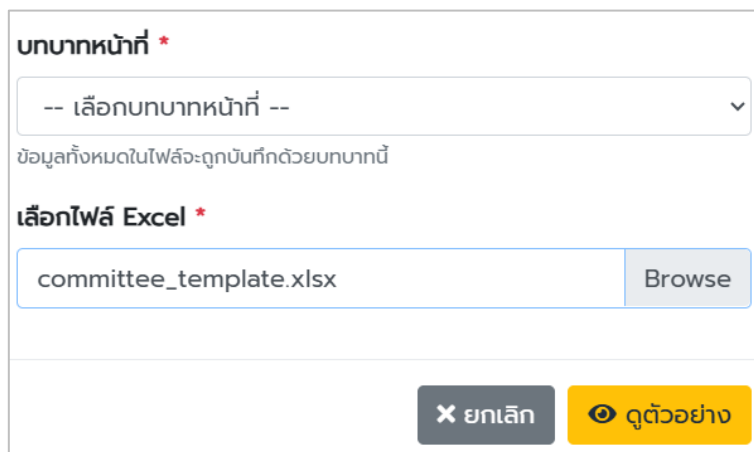 บทบาทหน้าที่ *
-- เลือกบทบาทหน้าที่ --
ข้อมูลทั้งหมดในไฟล์จะถูกบันทึกด้วยบทบาทนี้
เลือกไฟล์ Excel *
committee_template.xlsx Browse
ยกเลิก ดูตัวอย่าง